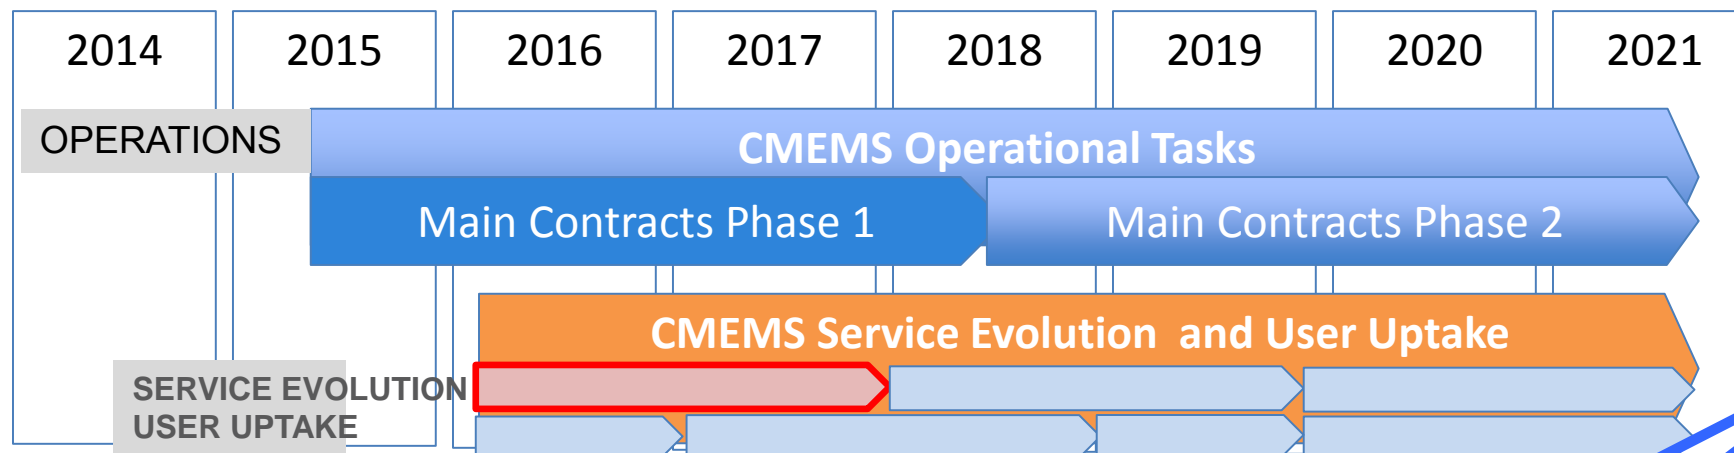 2014 2015 2016 2017 2018 2019 2020 2021
OPERATIONS
CMEMS Operational Tasks
Main Contracts Phase 1
Main Contracts Phase 2
CMEMS Service Evolution and User Uptake
SERVICE EVOLUTION
USER UPTAKE